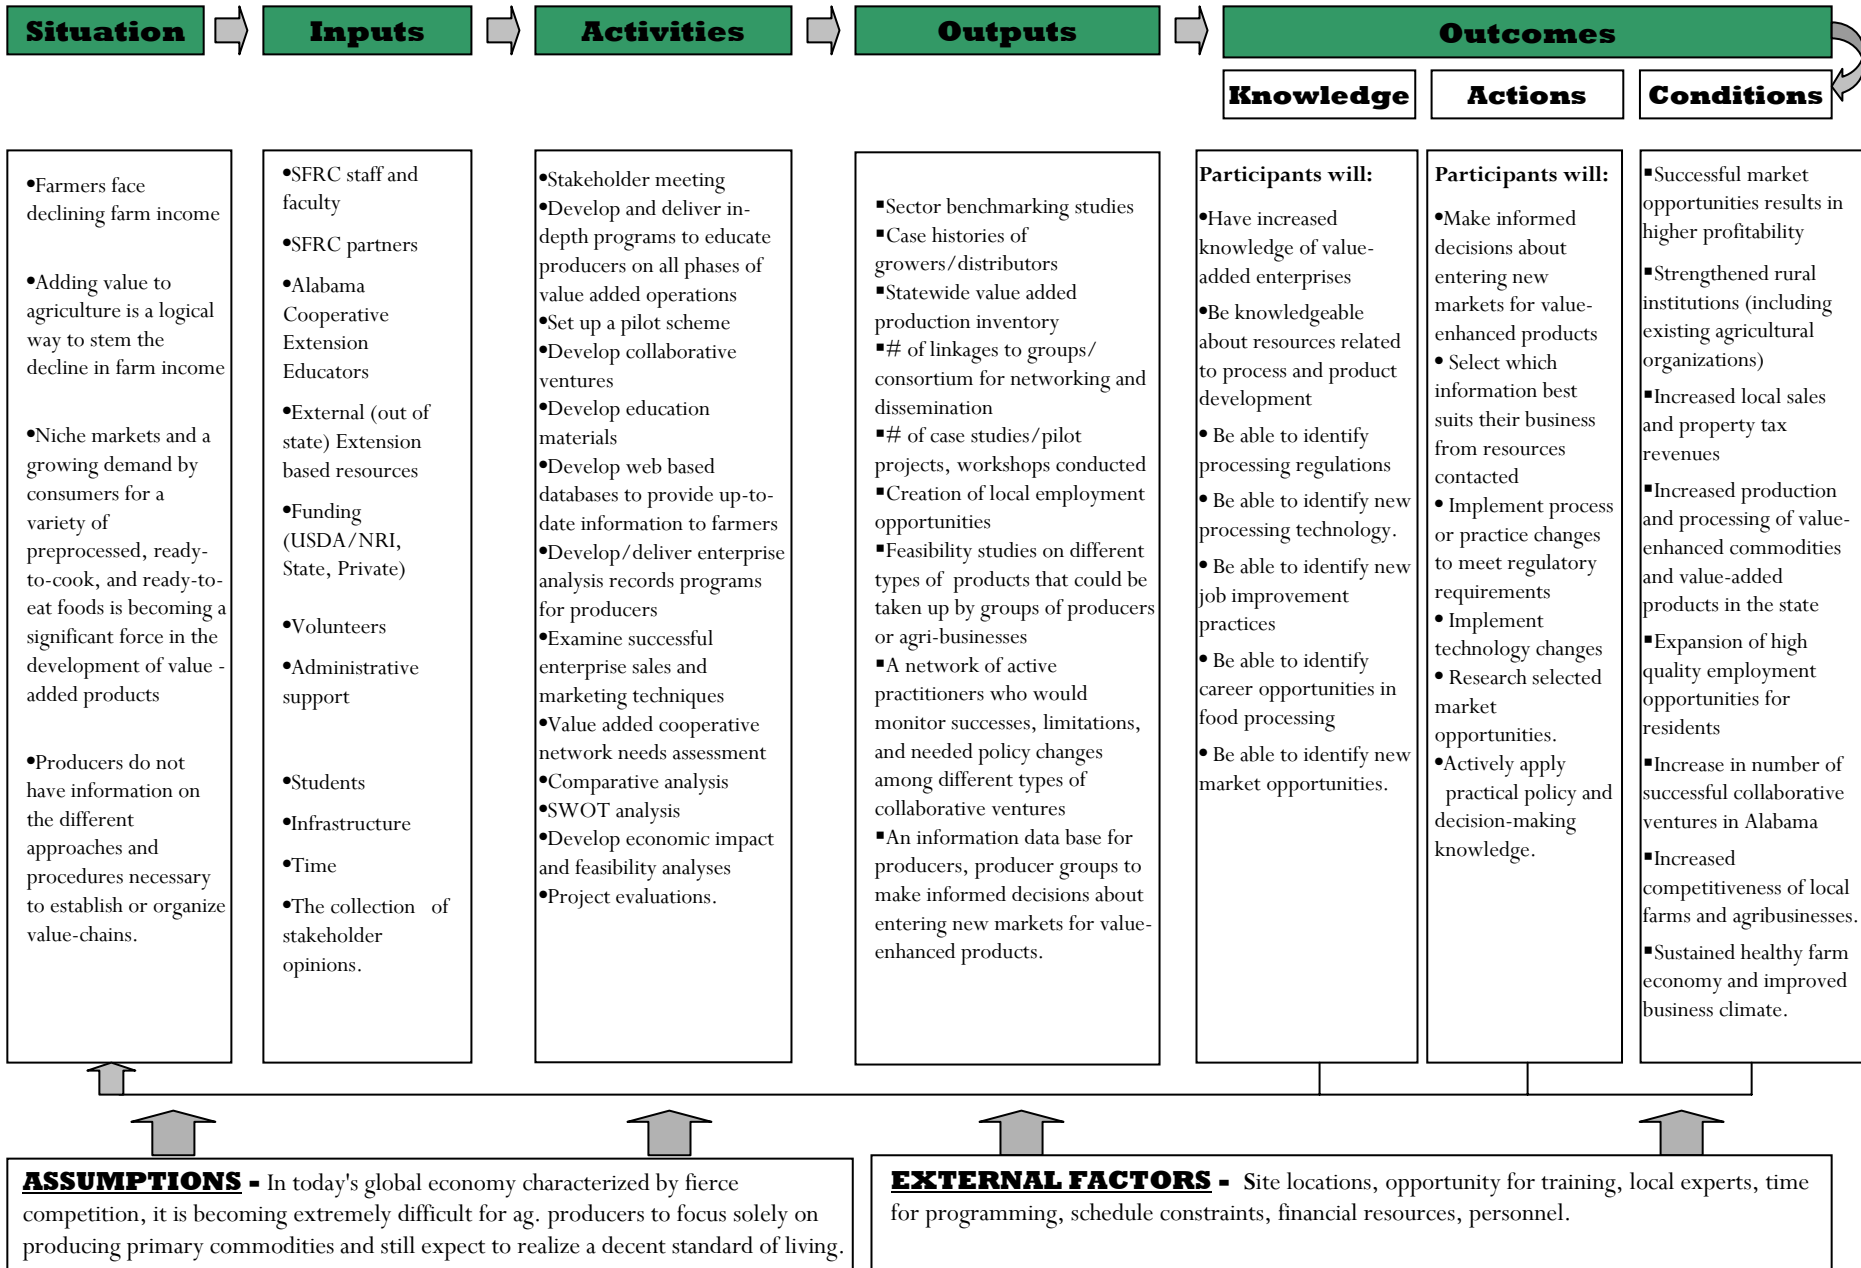 Situation
Inputs
Activities
Outputs
Outcomes
Knowledge
Actions
Conditions
•Farmers face
declining farm income
•Adding value to
agriculture is a logical
way to stem the
decline in farm income
•Niche markets and a
growing demand by
consumers for a
variety of
preprocessed, ready-
to-cook, and ready-to-
eat foods is becoming a
significant force in the
development of value -
added products
•Producers do not
have information on
the different
approaches and
procedures necessary
to establish or organize
value-chains.
•SFRC staff and
faculty
•SFRC partners
•Alabama
Cooperative
Extension
Educators
•External (out of
state) Extension
based resources
•Funding
(USDA/NRI,
State, Private)
•Volunteers
•Administrative
support
•Students
•Infrastructure
•Time
•The collection of
stakeholder
opinions.
•Stakeholder meeting
•Develop and deliver in-
depth programs to educate
producers on all phases of
value added operations
•Set up a pilot scheme
•Develop collaborative
ventures
•Develop education
materials
•Develop web based
databases to provide up-to-
date information to farmers
•Develop/deliver enterprise
analysis records programs
for producers
•Examine successful
enterprise sales and
marketing techniques
•Value added cooperative
network needs assessment
•Comparative analysis
•SWOT analysis
•Develop economic impact
and feasibility analyses
•Project evaluations.
▪Sector benchmarking studies
▪Case histories of
growers/distributors
▪Statewide value added
production inventory
▪# of linkages to groups/
consortium for networking and
dissemination
▪# of case studies/pilot
projects, workshops conducted
▪Creation of local employment
opportunities
▪Feasibility studies on different
types of products that could be
taken up by groups of producers
or agri-businesses
▪A network of active
practitioners who would
monitor successes, limitations,
and needed policy changes
among different types of
collaborative ventures
▪An information data base for
producers, producer groups to
make informed decisions about
entering new markets for value-
enhanced products.
Participants will:
•Have increased
knowledge of value-
added enterprises
•Be knowledgeable
about resources related
to process and product
development
• Be able to identify
processing regulations
• Be able to identify new
processing technology.
• Be able to identify new
job improvement
practices
• Be able to identify
career opportunities in
food processing
• Be able to identify new
market opportunities.
Participants will:
•Make informed
decisions about
entering new
markets for value-
enhanced products
• Select which
information best
suits their business
from resources
contacted
• Implement process
or practice changes
to meet regulatory
requirements
• Implement
technology changes
• Research selected
market
opportunities.
•Actively apply
practical policy and
decision-making
knowledge.
▪Successful market
opportunities results in
higher profitability
▪Strengthened rural
institutions (including
existing agricultural
organizations)
▪Increased local sales
and property tax
revenues
▪Increased production
and processing of value-
enhanced commodities
and value-added
products in the state
▪Expansion of high
quality employment
opportunities for
residents
▪Increase in number of
successful collaborative
ventures in Alabama
▪Increased
competitiveness of local
farms and agribusinesses.
▪Sustained healthy farm
economy and improved
business climate.
ASSUMPTIONS - In today's global economy characterized by fierce
competition, it is becoming extremely difficult for ag. producers to focus solely on
producing primary commodities and still expect to realize a decent standard of living.
EXTERNAL FACTORS - Site locations, opportunity for training, local experts, time
for programming, schedule constraints, financial resources, personnel.